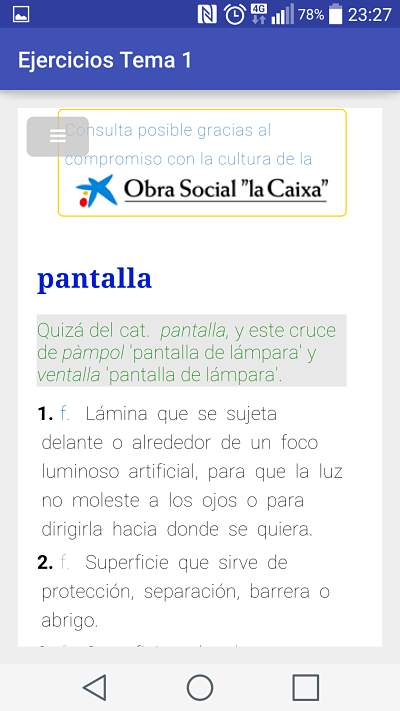 4G 78% 23:27
Ejercicios Tema 1
Consulta posible gracias al
compromiso con la cultura de la
Obra Social "la Caixa"
pantalla
Quizá del cat. pantalla, y este cruce
de pàmpol 'pantalla de lámpara' y
ventalla 'pantalla de lámpara'.
1. f. Lámina que se sujeta
delante o alrededor de un foco
luminoso artificial, para que la luz
no moleste a los ojos o para
dirigirla hacia donde se quiera.
2. f. Superficie que sirve de
protección, separación, barrera o
abrigo.